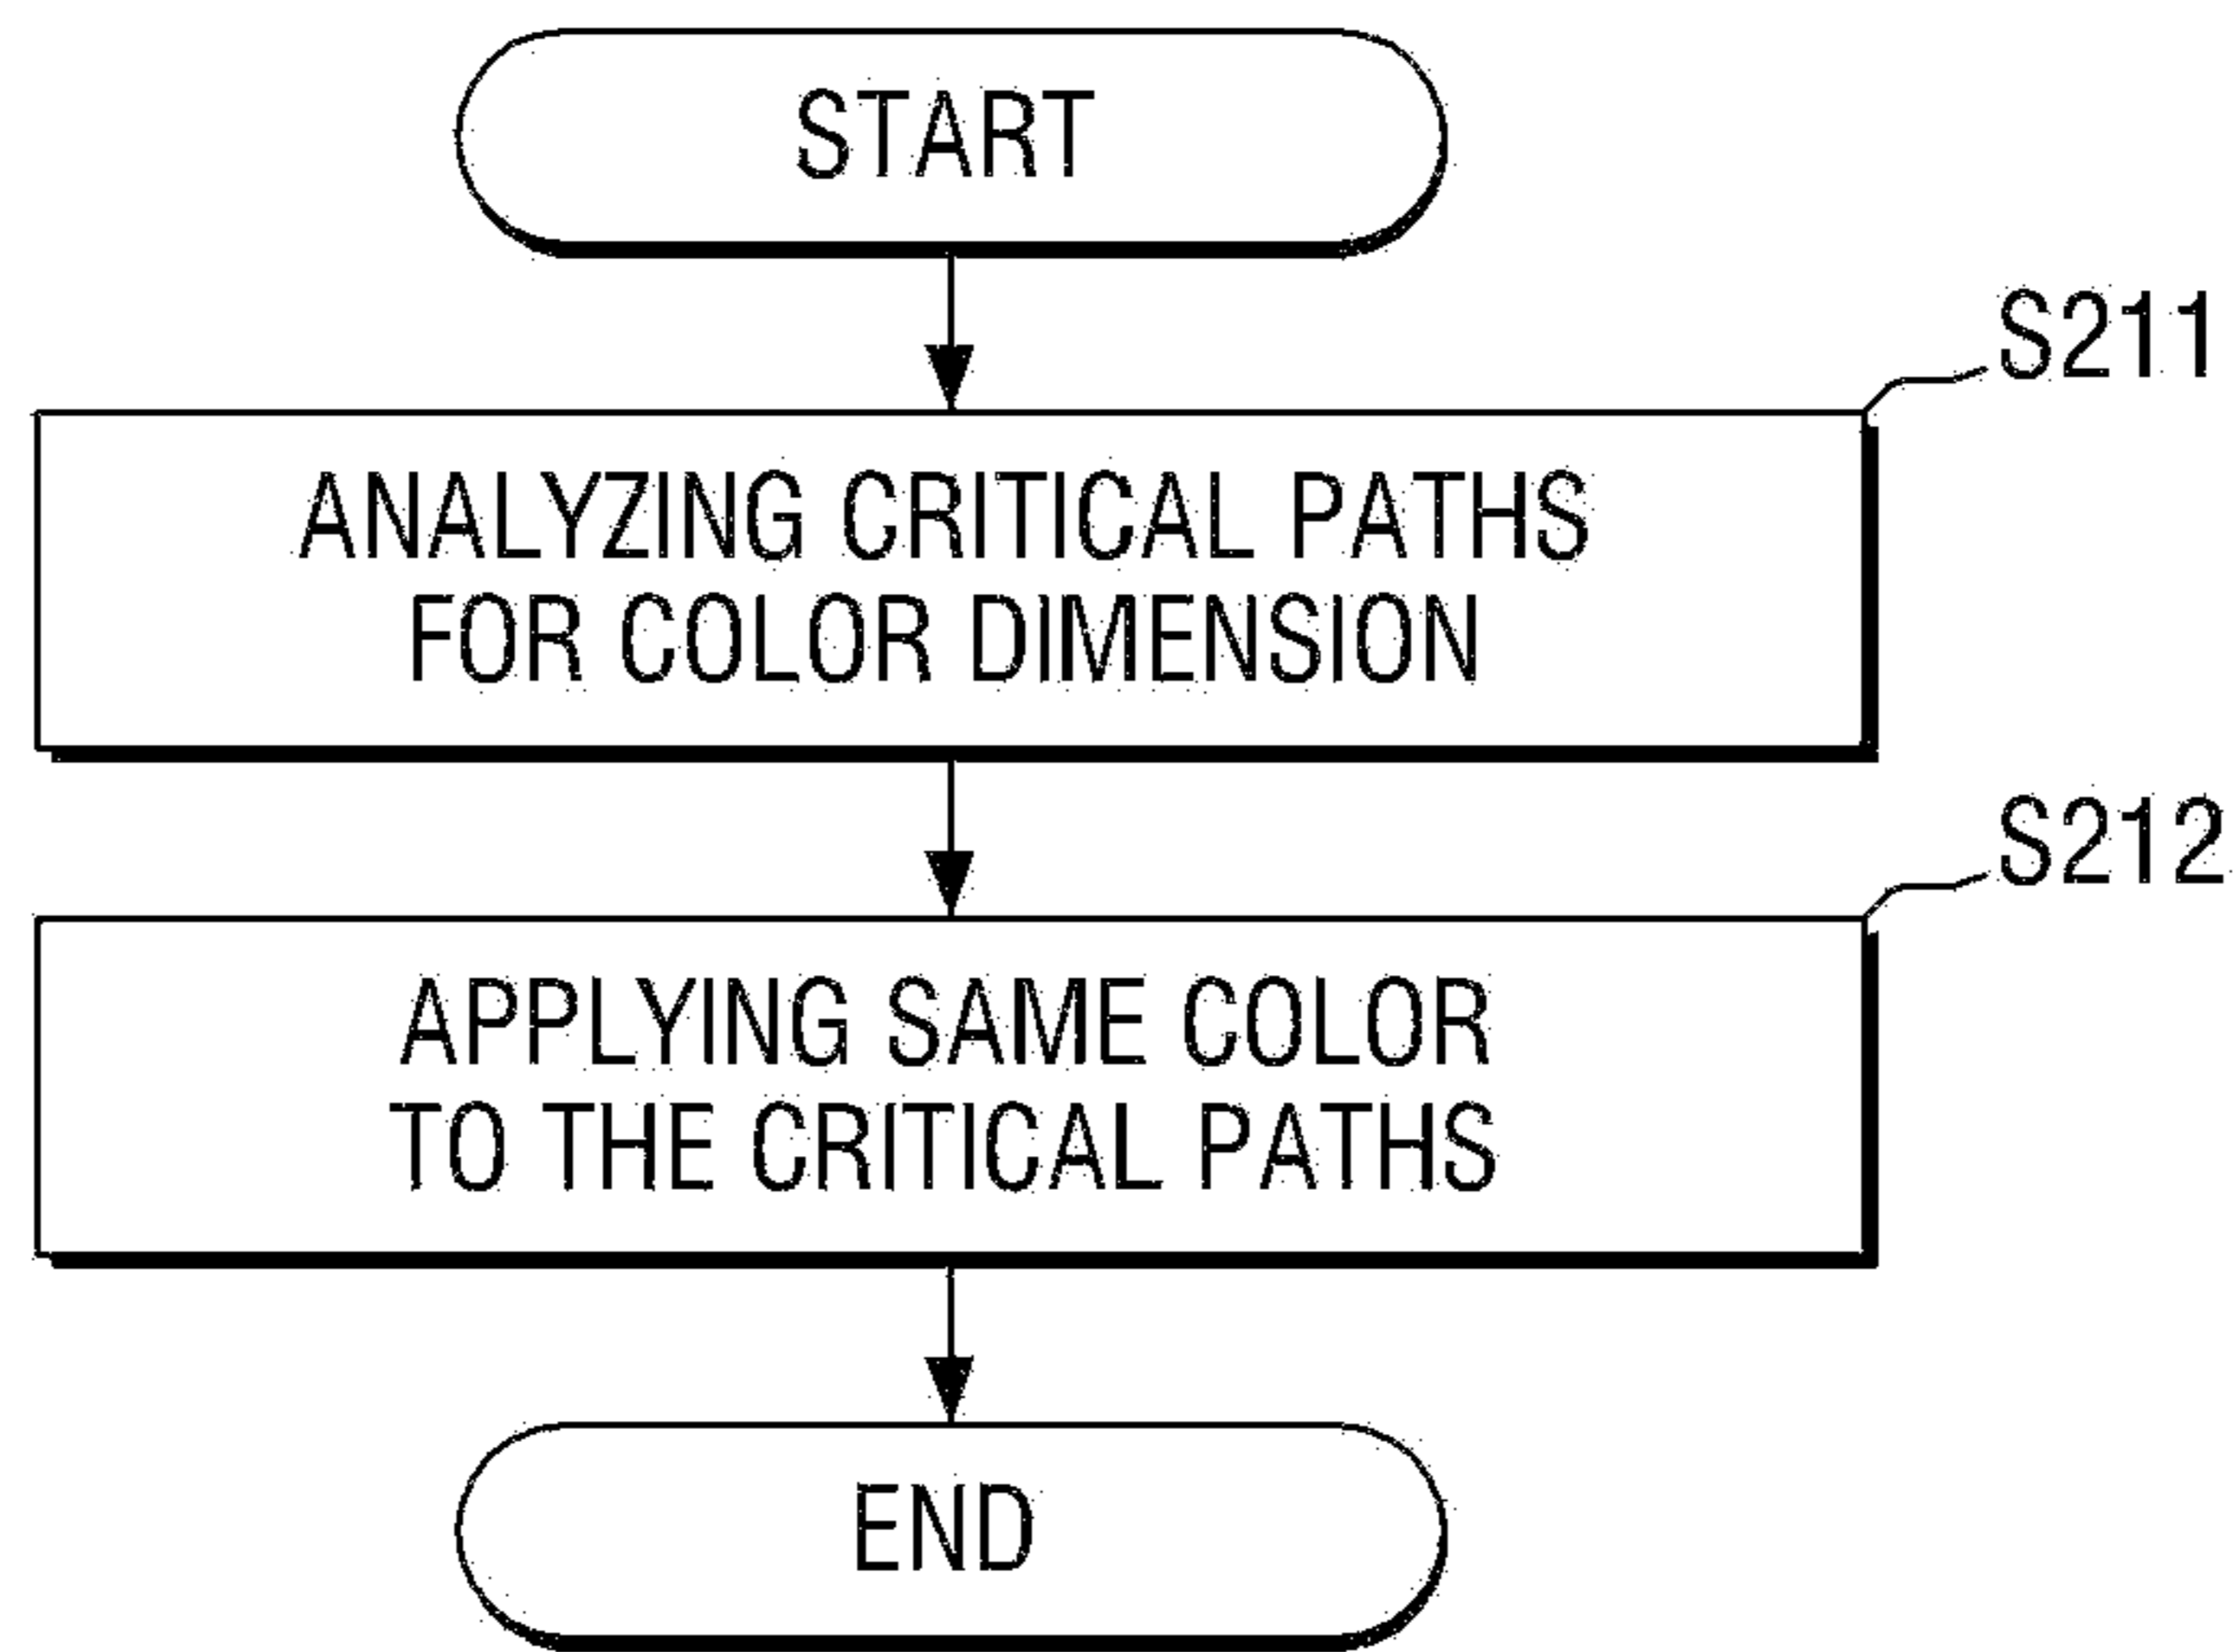 START
S211
ANALYZING CRITICAL PATHS
FOR COLOR DIMENSION
S212
APPLYING SAME COLOR
TO THE CRITICAL PATHS
END